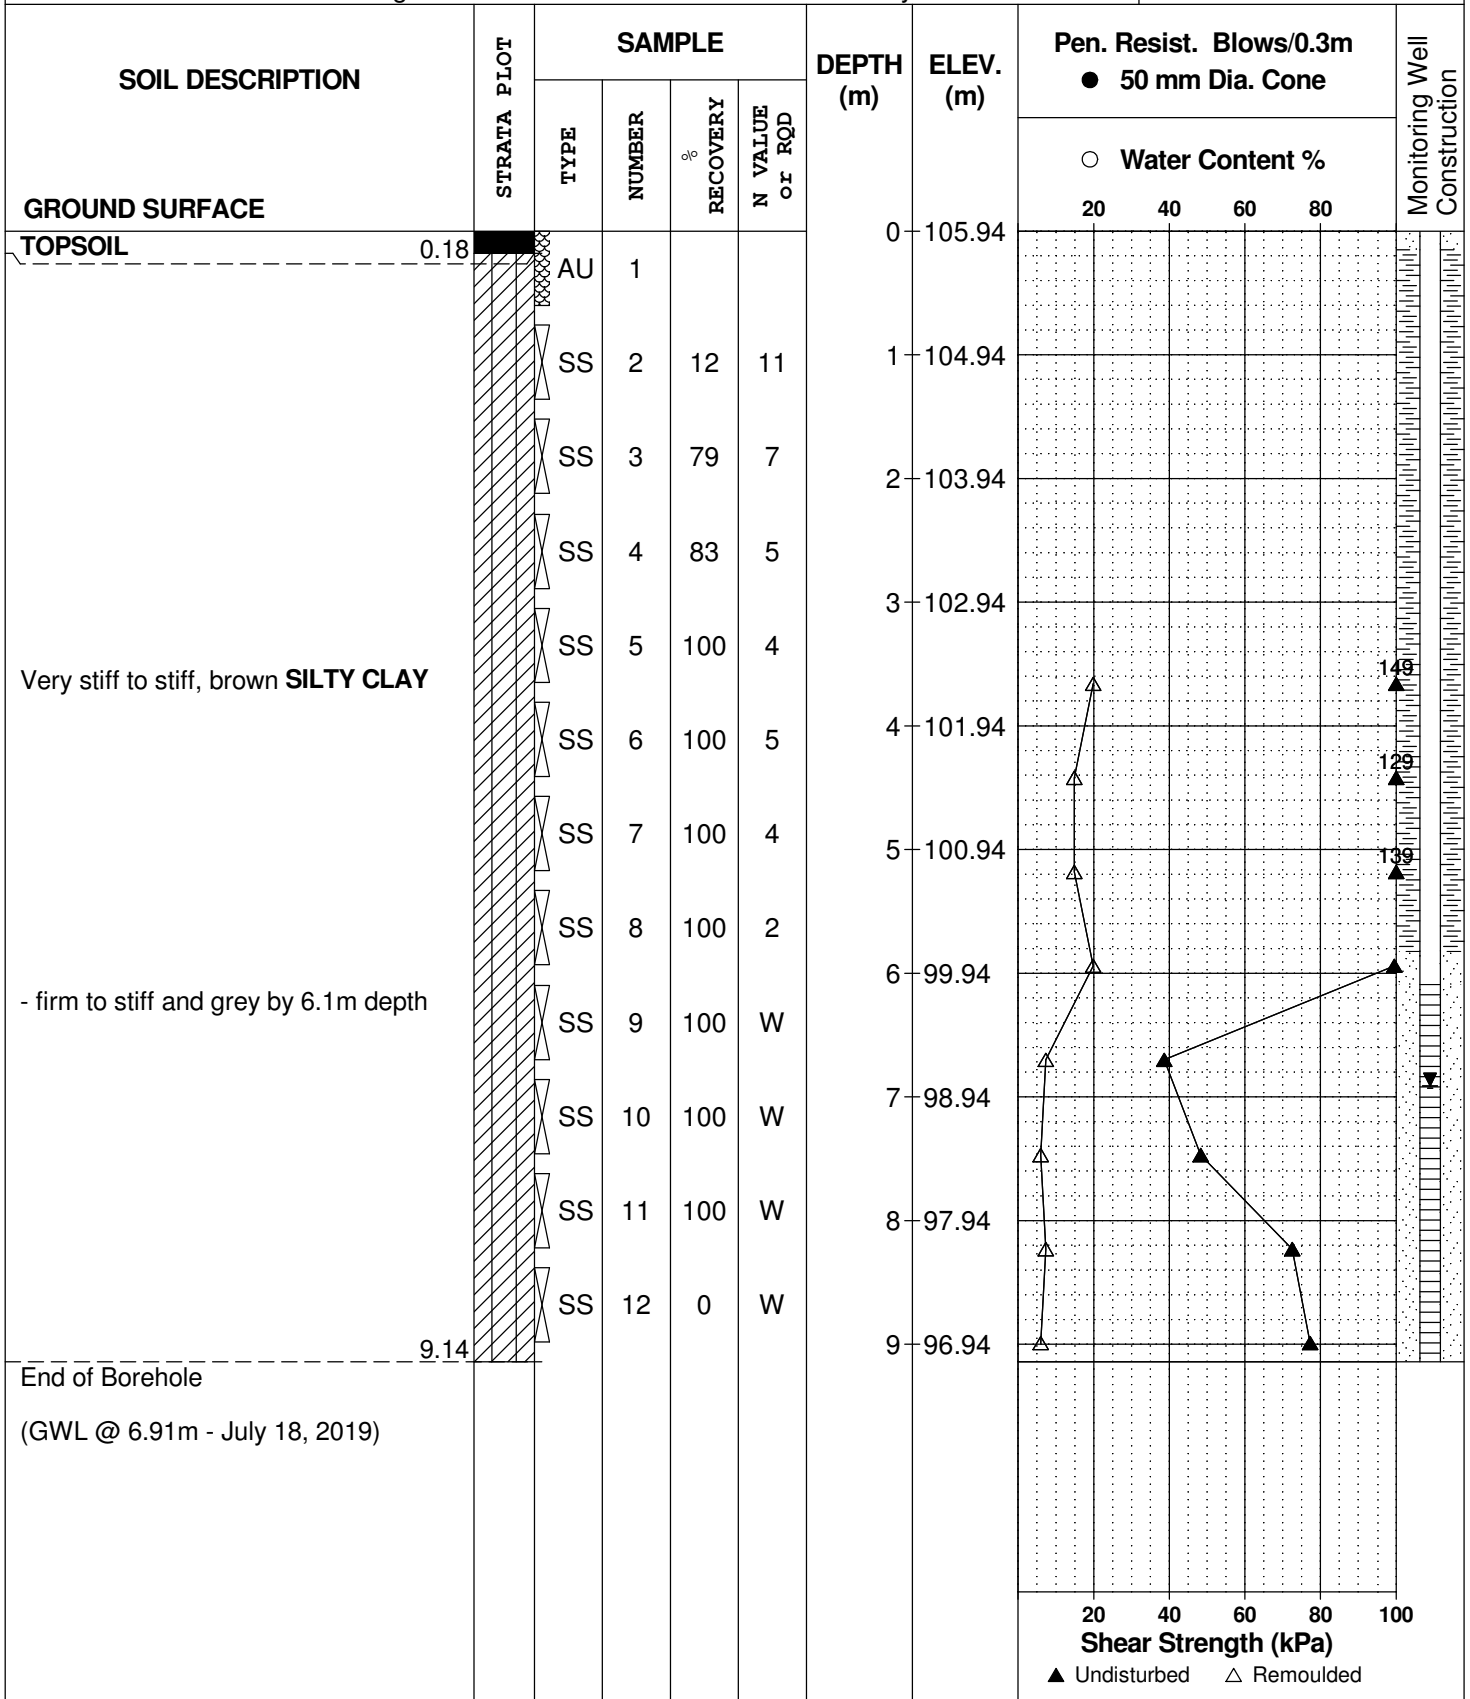 SOIL DESCRIPTION
GROUND SURFACE
STRATA PLOT
SAMPLE
TYPE
NUMBER
% RECOVERY
N VALUE or RQD
DEPTH (m)
ELEV. (m)
Pen. Resist. Blows/0.3m
● 50 mm Dia. Cone
○ Water Content %
20 40 60 80
Monitoring Well Construction
TOPSOIL 0.18
0 105.94
AU 1
SS 2 12 11
1 104.94
SS 3 79 7
2 103.94
SS 4 83 5
3 102.94
SS 5 100 4
Very stiff to stiff, brown SILTY CLAY
149
4 101.94
SS 6 100 5
129
SS 7 100 4
5 100.94
139
SS 8 100 2
6 99.94
- firm to stiff and grey by 6.1m depth
SS 9 100 W
7 98.94
SS 10 100 W
SS 11 100 W
8 97.94
SS 12 0 W
9 96.94
9.14
End of Borehole
(GWL @ 6.91m - July 18, 2019)
20 40 60 80 100
Shear Strength (kPa)
▲ Undisturbed △ Remoulded